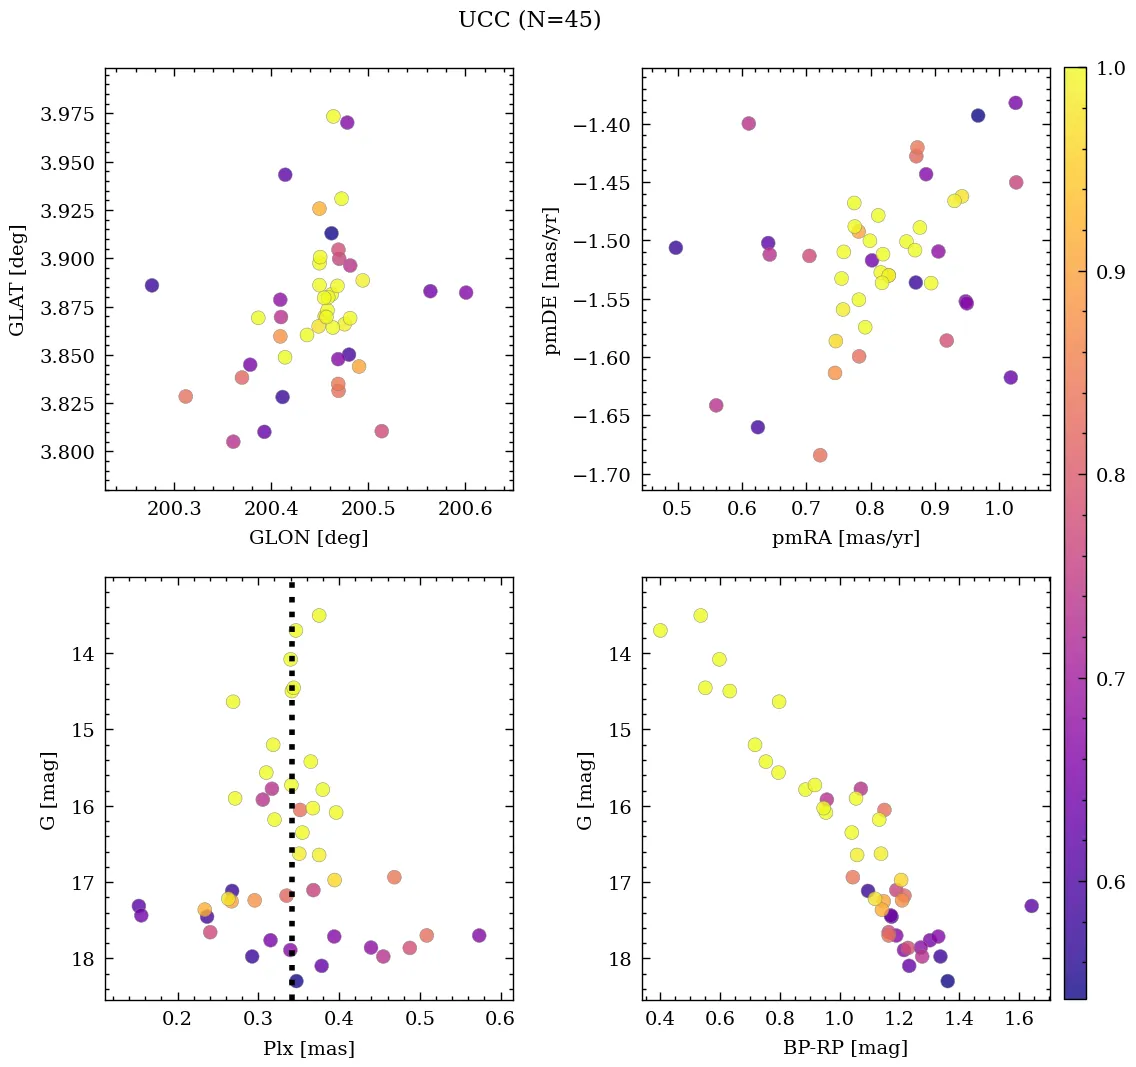 UCC (N=45)
3.975
3.950
3.925
3.900
3.875
3.850
3.825
3.800
GLAT [deg]
200.3 200.4 200.5 200.6
GLON [deg]
−1.40
−1.45
−1.50
−1.55
−1.60
−1.65
−1.70
pmDE [mas/yr]
0.5 0.6 0.7 0.8 0.9 1.0
pmRA [mas/yr]
14
15
16
17
18
G [mag]
0.2 0.3 0.4 0.5 0.6
Plx [mas]
14
15
16
17
18
G [mag]
0.4 0.6 0.8 1.0 1.2 1.4 1.6
BP-RP [mag]
1.0
0.9
0.8
0.7
0.6